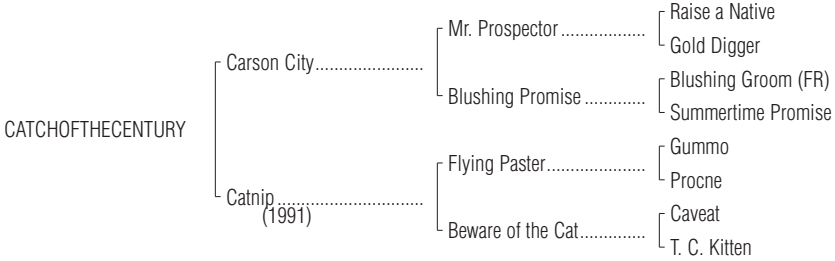 Raise a Native
Mr. Prospector...................
Gold Digger
Carson City........................
Blushing Groom (FR)
Blushing Promise .............
Summertime Promise
CATCHOFTHECENTURY
Gummo
Flying Paster......................
Procne
Catnip ................................
(1991)
Caveat
Beware of the Cat..............
T. C. Kitten